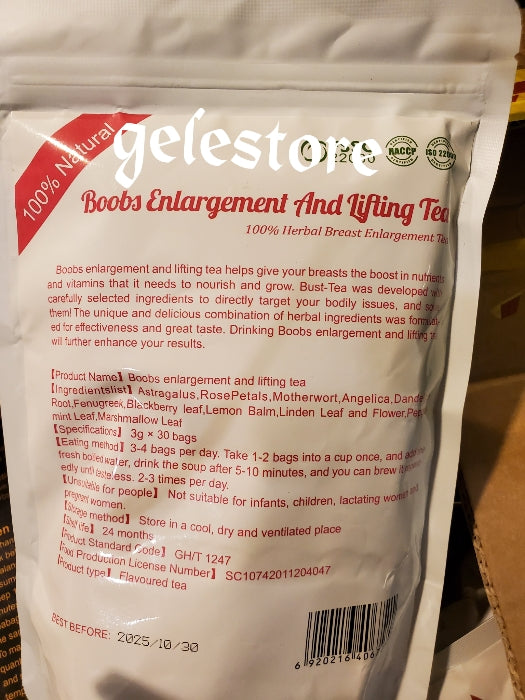 100% Natural
gelestore
22000
HACCP
ISO 22000
Boobs Enlargement And Lifting Tea
100% Herbal Breast Enlargement Tea
Boobs enlargement and lifting tea helps give your breasts the boost in nutrients
and vitamins that it needs to nourish and grow. Bust-Tea was developed with
carefully selected ingredients to directly target your bodily issues, and solve
them! The unique and delicious combination of herbal ingredients was formulat-
ed for effectiveness and great taste. Drinking Boobs enlargement and lifting tea
will further enhance your results.
【Product Name】 Boobs enlargement and lifting tea
【Ingredientslist】 Astragalus,RosePetals,Motherwort,Angelica,Dande
Root,Fenugreek,Blackberry leaf,Lemon Balm,Linden Leaf and Flower,Pepp
mint Leaf,Marshmallow Leaf
【Specifications】 3g × 30 bags
【Eating method】 3-4 bags per day. Take 1-2 bags into a cup once, and add
fresh boiled water, drink the soup after 5-10 minutes, and you can brew it
edly until tasteless. 2-3 times per day.
【Unsuitable for people】 Not suitable for infants, children, lactating women and
pregnant women.
【Storage method】 Store in a cool, dry and ventilated place
【Shelf life】 24 months
【Product Standard Code】 GH/T 1247
【Food Production License Number】 SC10742011204047
【Product type】 Flavoured tea
BEST BEFORE: 2025/10/30
6 920216 406